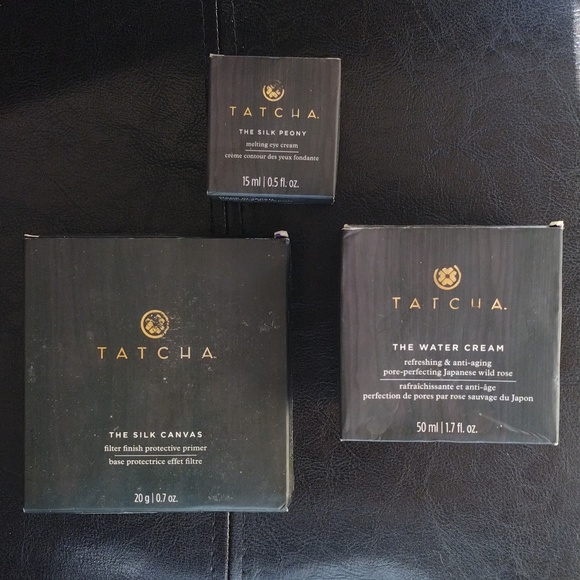 TATCHA.
THE SILK PEONY
melting eye cream
crème contour des yeux fondante
15 ml | 0.5 fl. oz.
TATCHA.
THE SILK CANVAS
filter finish protective primer
base protectrice effet filtre
20 g | 0.7 oz.
TATCHA.
THE WATER CREAM
refreshing & anti-aging
pore-perfecting Japanese wild rose
rafraîchissante et anti-âge
perfection de pores par rose sauvage du Japon
50 ml | 1.7 fl. oz.